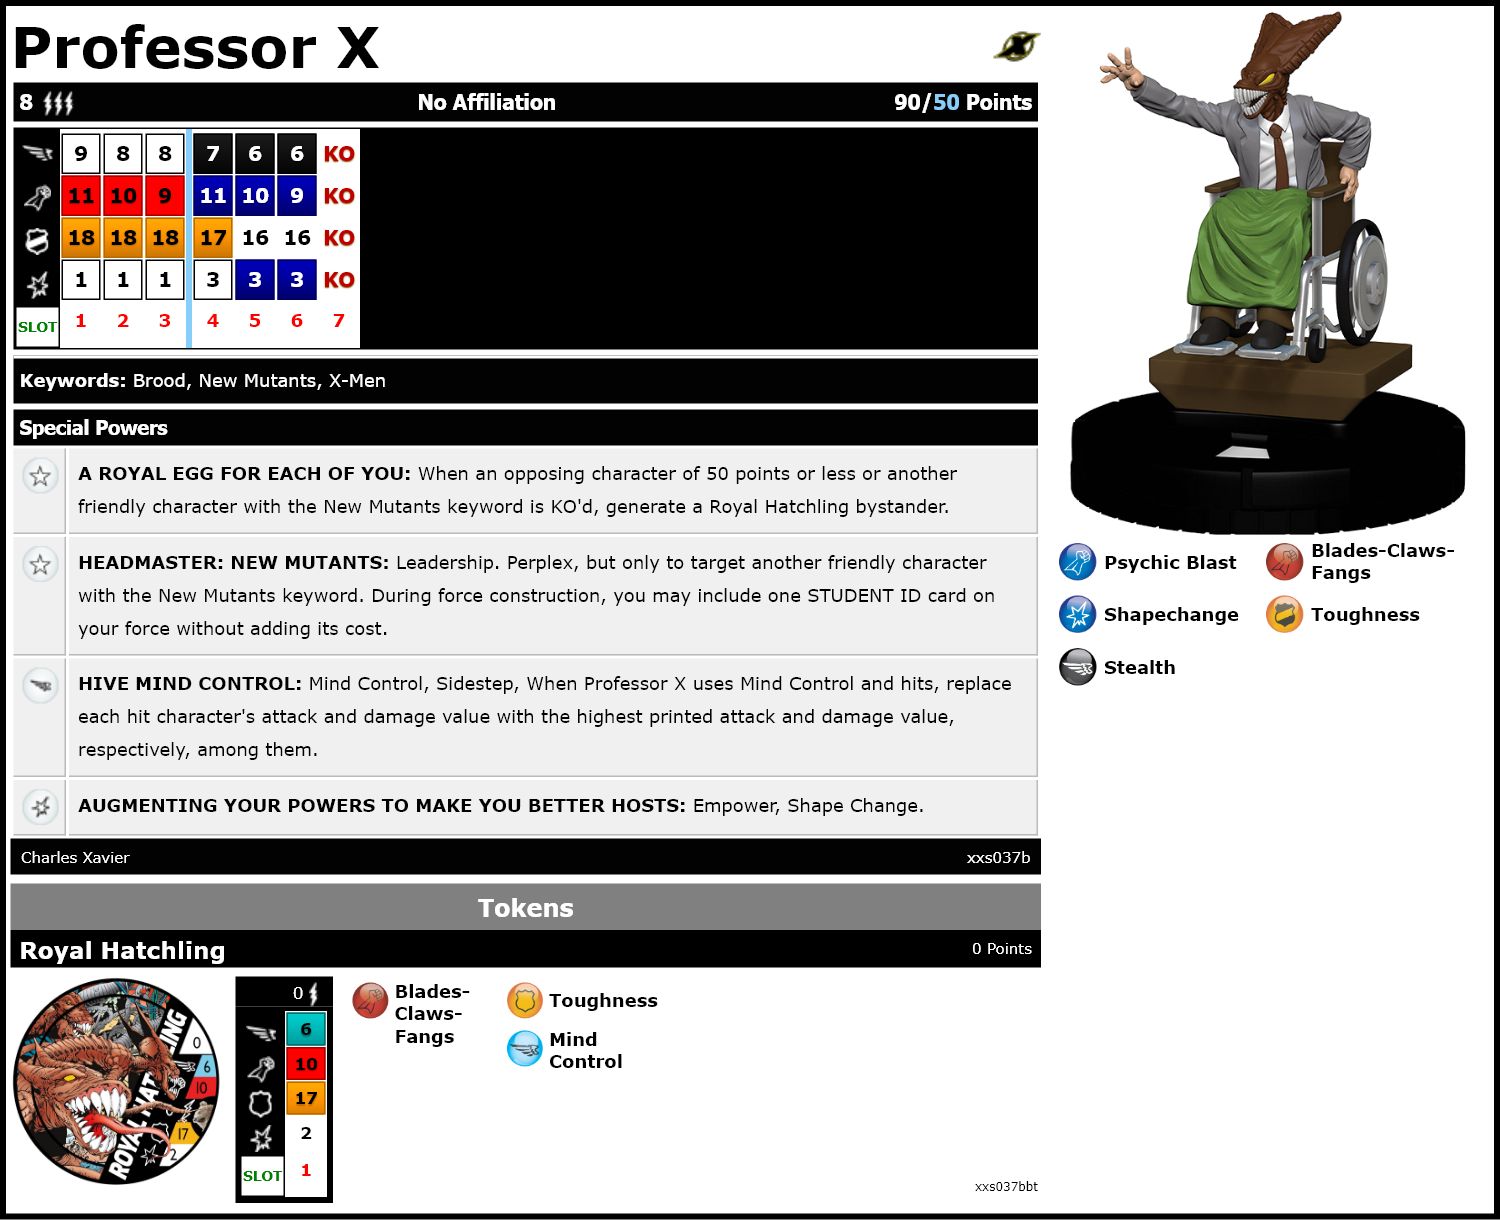 Professor X
8
No Affiliation
90/50 Points
9 8 8 7 6 6 KO
11 10 9 11 10 9 KO
18 18 18 17 16 16 KO
1 1 1 3 3 3 KO
SLOT 1 2 3 4 5 6 7
Keywords: Brood, New Mutants, X-Men
Special Powers
A ROYAL EGG FOR EACH OF YOU: When an opposing character of 50 points or less or another
friendly character with the New Mutants keyword is KO'd, generate a Royal Hatchling bystander.
HEADMASTER: NEW MUTANTS: Leadership. Perplex, but only to target another friendly character
with the New Mutants keyword. During force construction, you may include one STUDENT ID card on
your force without adding its cost.
HIVE MIND CONTROL: Mind Control, Sidestep, When Professor X uses Mind Control and hits, replace
each hit character's attack and damage value with the highest printed attack and damage value,
respectively, among them.
AUGMENTING YOUR POWERS TO MAKE YOU BETTER HOSTS: Empower, Shape Change.
Charles Xavier
xxs037b
Psychic Blast
Blades-Claws-
Fangs
Shapechange
Toughness
Stealth
Tokens
Royal Hatchling
0 Points
ROYAL HATCHLING
0
6
10
17
2
0
6
10
17
2
SLOT 1
Blades-
Claws-
Fangs
Toughness
Mind
Control
xxs037bbt